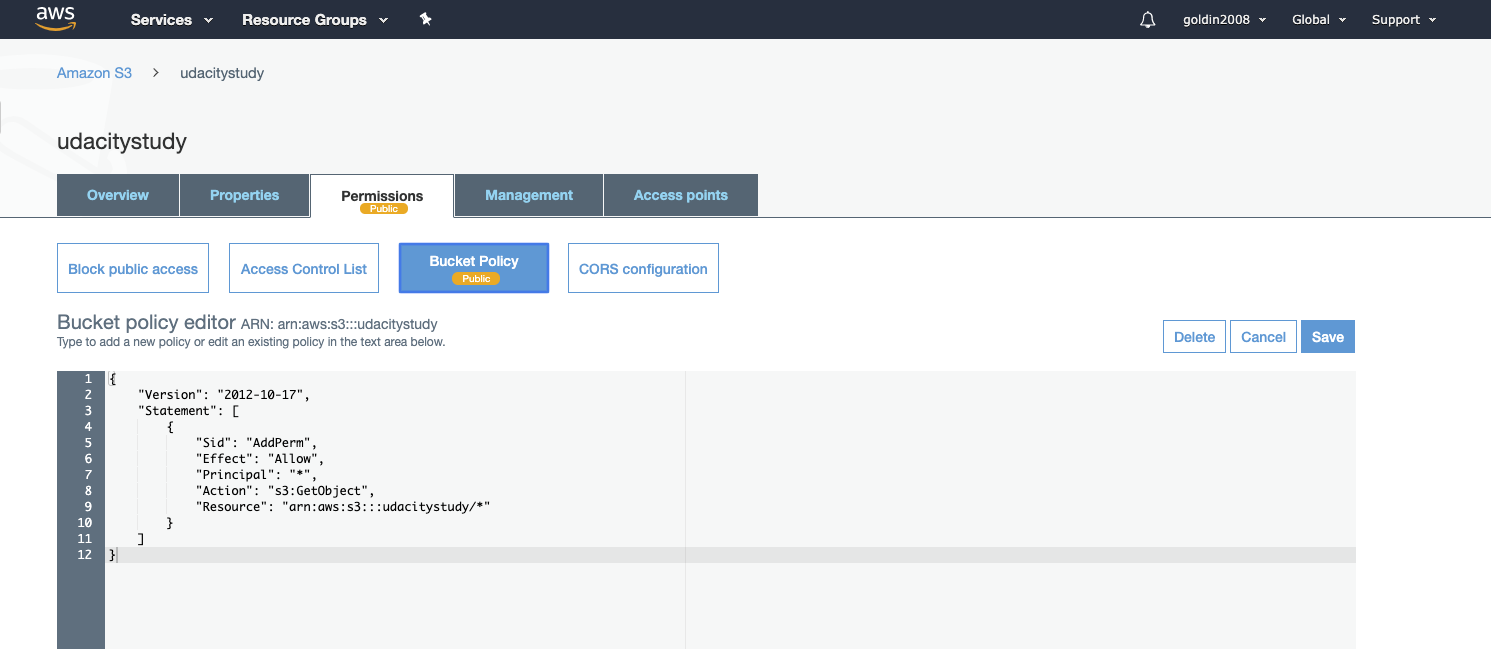 aws Services Resource Groups goldin2008 Global Support
Amazon S3 > udacitystudy
udacitystudy
Overview Properties Permissions Management Access points
Public
Block public access Access Control List Bucket Policy CORS configuration
Public
Bucket policy editor ARN: arn:aws:s3:::udacitystudy
Type to add a new policy or edit an existing policy in the text area below.
Delete Cancel Save
1 {
2     "Version": "2012-10-17",
3     "Statement": [
4         {
5             "Sid": "AddPerm",
6             "Effect": "Allow",
7             "Principal": "*",
8             "Action": "s3:GetObject",
9             "Resource": "arn:aws:s3:::udacitystudy/*"
10         }
11     ]
12 }